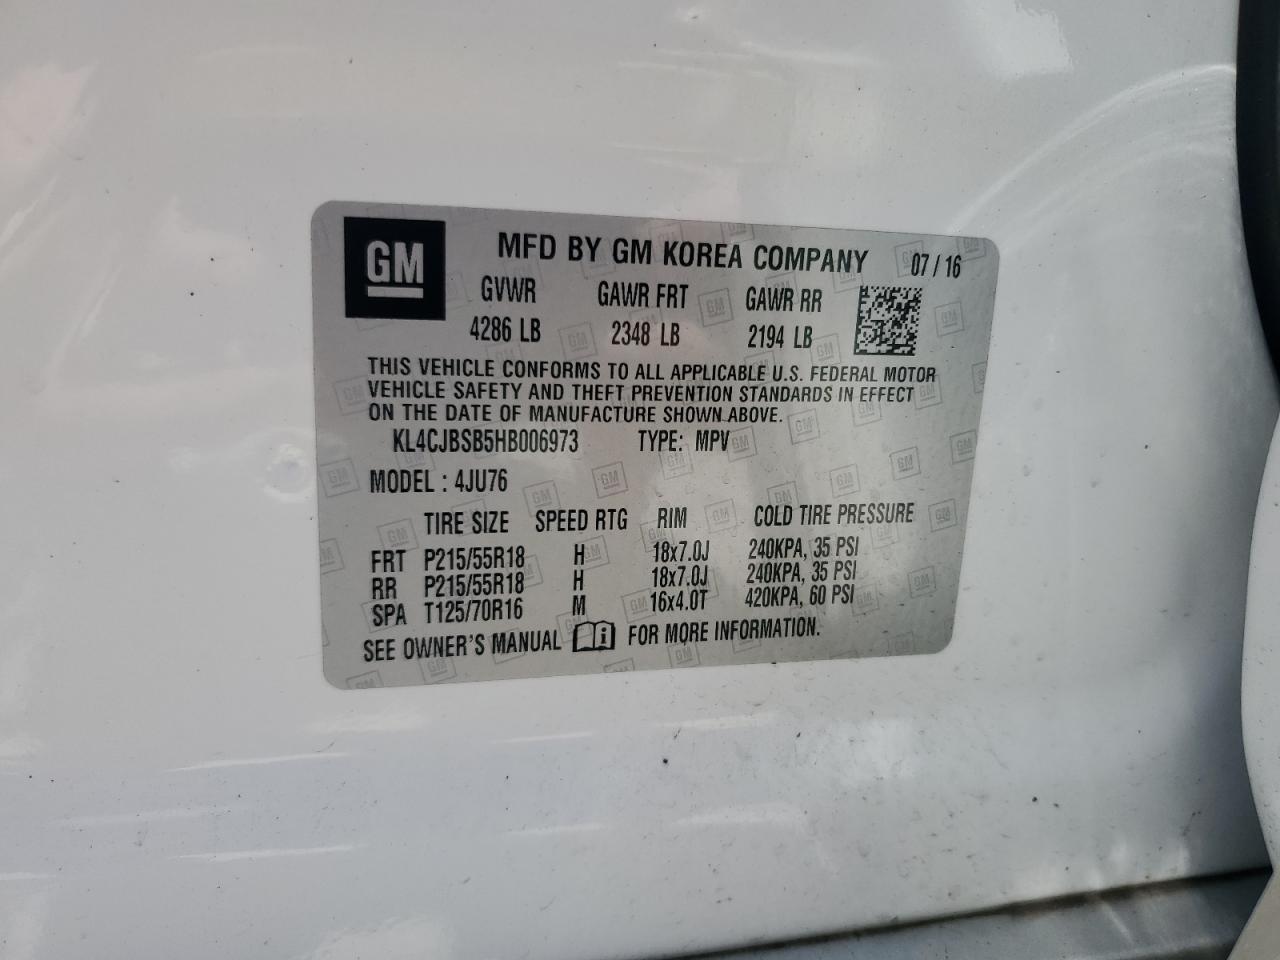 GM
MFD BY GM KOREA COMPANY 07 / 16
GVWR GAWR FRT GAWR RR
4286 LB 2348 LB 2194 LB
THIS VEHICLE CONFORMS TO ALL APPLICABLE U.S. FEDERAL MOTOR
VEHICLE SAFETY AND THEFT PREVENTION STANDARDS IN EFFECT
ON THE DATE OF MANUFACTURE SHOWN ABOVE.
KL4CJBSB5HB006973 TYPE: MPV
MODEL : 4JU76
TIRE SIZE SPEED RTG RIM COLD TIRE PRESSURE
FRT P215/55R18 H 18x7.0J 240KPA, 35 PSI
RR P215/55R18 H 18x7.0J 240KPA, 35 PSI
SPA T125/70R16 M 16x4.0T 420KPA, 60 PSI
SEE OWNER'S MANUAL i FOR MORE INFORMATION.